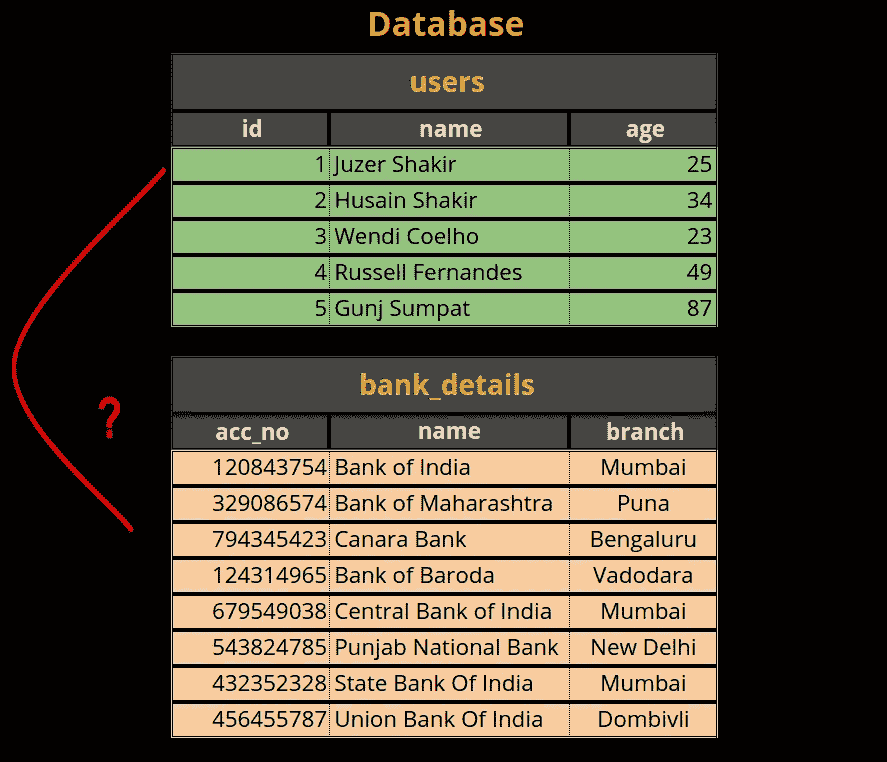 Database
users
id name age
1 Juzer Shakir 25
2 Husain Shakir 34
3 Wendi Coelho 23
4 Russell Fernandes 49
5 Gunj Sumpat 87
?
bank_details
acc_no name branch
120843754 Bank of India Mumbai
329086574 Bank of Maharashtra Puna
794345423 Canara Bank Bengaluru
124314965 Bank of Baroda Vadodara
679549038 Central Bank of India Mumbai
543824785 Punjab National Bank New Delhi
432352328 State Bank Of India Mumbai
456455787 Union Bank Of India Dombivli